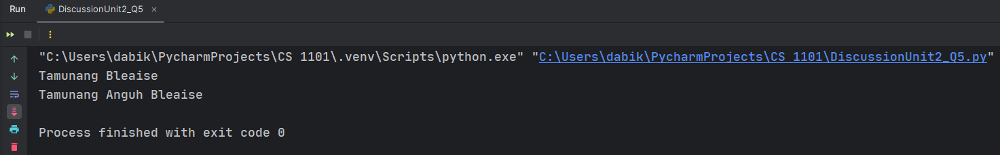 Run DiscussionUnit2_Q5 ×
"C:\Users\dabik\PycharmProjects\CS 1101\.venv\Scripts\python.exe" "C:\Users\dabik\PycharmProjects\CS 1101\DiscussionUnit2_Q5.py"
Tamunang Bleaise
Tamunang Anguh Bleaise
Process finished with exit code 0